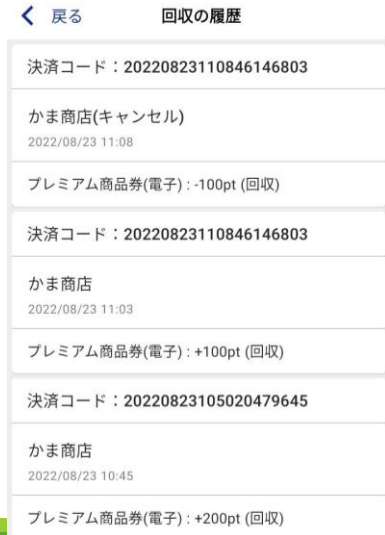 戻る 回収の履歴
決済コード：20220823110846146803
かま商店(キャンセル)
2022/08/23 11:08
プレミアム商品券(電子) : -100pt (回収)
決済コード：20220823110846146803
かま商店
2022/08/23 11:03
プレミアム商品券(電子) : +100pt (回収)
決済コード：20220823105020479645
かま商店
2022/08/23 10:45
プレミアム商品券(電子) : +200pt (回収)